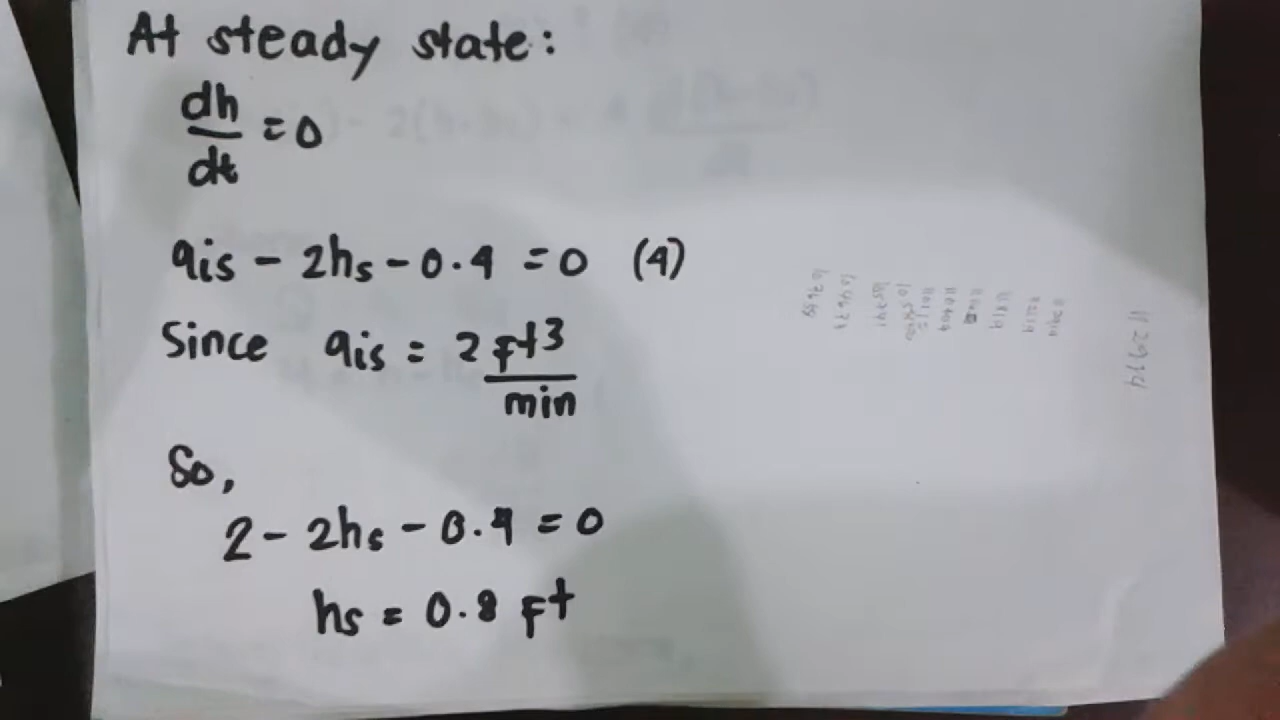 At steady state:
dh/dt = 0
qis - 2hs - 0.4 = 0 (4)
Since qis = 2 ft3/min
So,
2 - 2hs - 0.4 = 0
hs = 0.8 ft